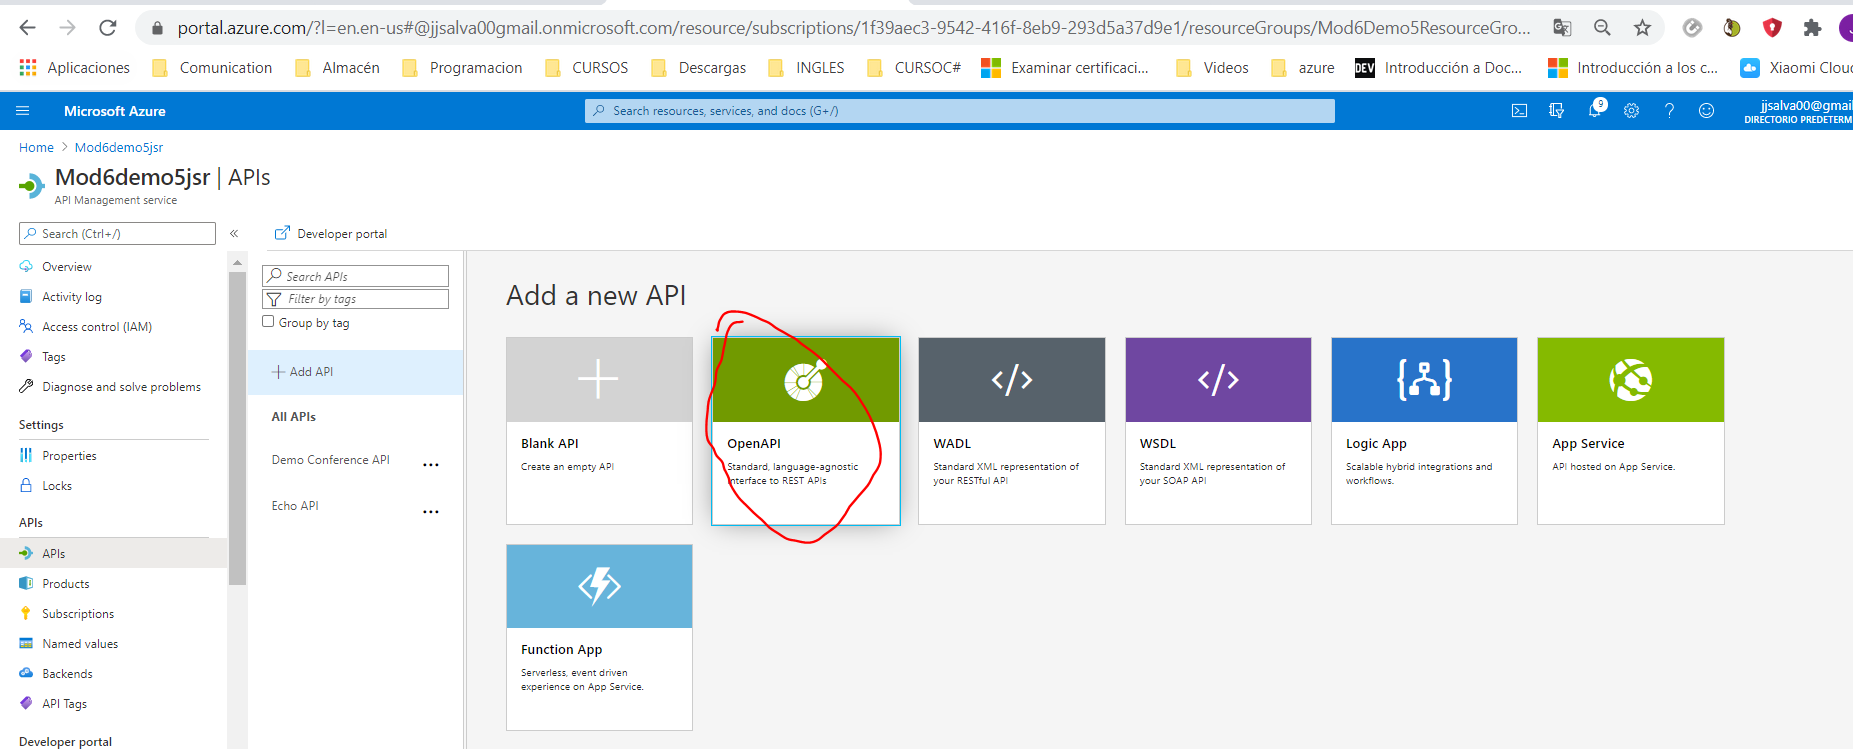 portal.azure.com/?l=en.en-us#@jjsalva00gmail.onmicrosoft.com/resource/subscriptions/1f39aec3-9542-416f-8eb9-293d5a37d9e1/resourceGroups/Mod6Demo5ResourceGro...
Aplicaciones Comunication Almacén Programacion CURSOS Descargas INGLES CURSOC# Examinar certificaci... Videos azure DEV Introducción a Doc... Introducción a los c... Xiaomi Cloud
Microsoft Azure
Search resources, services, and docs (G+/)
9
jjsalva00@gmail
DIRECTORIO PREDETERM
Home > Mod6demo5jsr
Mod6demo5jsr | APIs
API Management service
Search (Ctrl+/)
«
Overview
Activity log
Access control (IAM)
Tags
Diagnose and solve problems
Settings
Properties
Locks
APIs
APIs
Products
Subscriptions
Named values
Backends
API Tags
Developer portal
Developer portal
Search APIs
Filter by tags
Group by tag
+ Add API
All APIs
Demo Conference API ...
Echo API ...
Add a new API
Blank API
Create an empty API
OpenAPI
Standard, language-agnostic
interface to REST APIs
</>
WADL
Standard XML representation of
your RESTful API
</>
WSDL
Standard XML representation of
your SOAP API
Logic App
Scalable hybrid integrations and
workflows.
App Service
API hosted on App Service.
Function App
Serverless, event driven
experience on App Service.